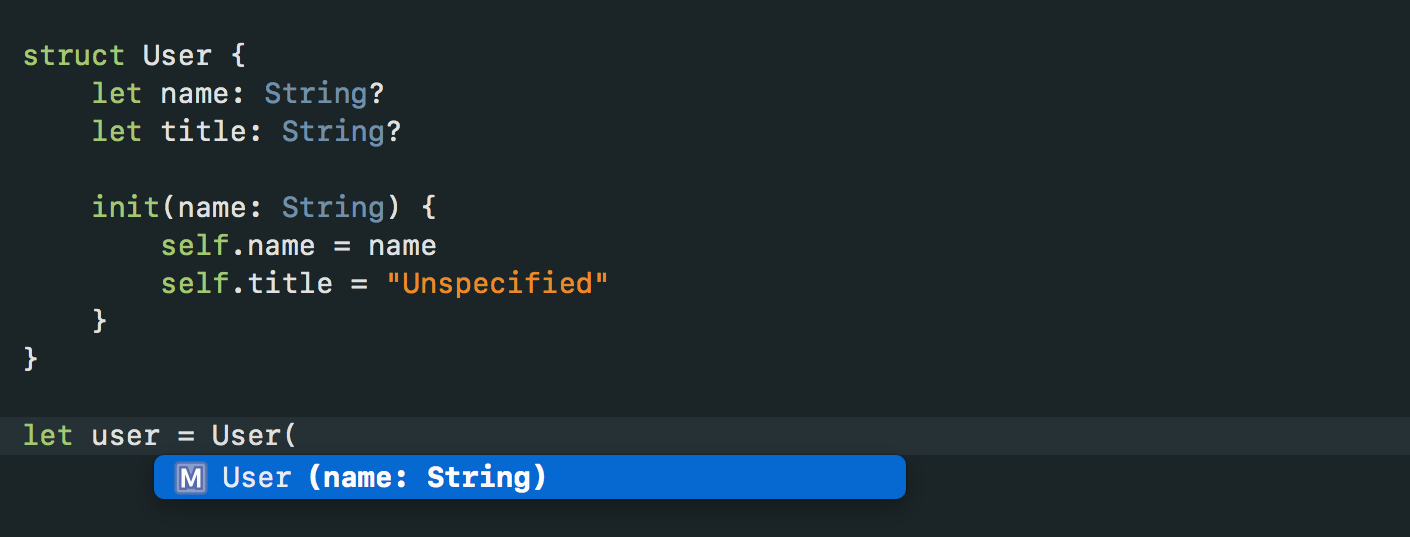 struct User {
    let name: String?
    let title: String?
    init(name: String) {
        self.name = name
        self.title = "Unspecified"
    }
}
let user = User(
M User (name: String)